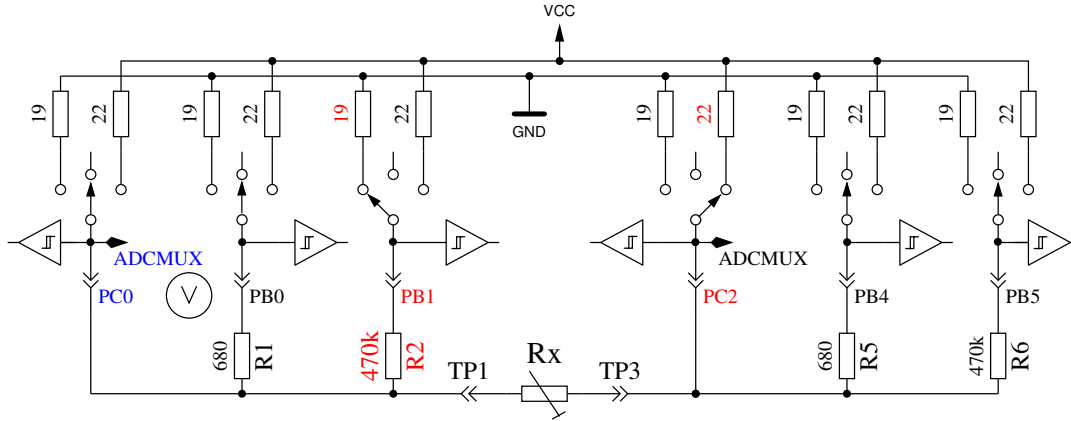 VCC
19
22
19
22
19
22
GND
19
22
19
22
19
22
ADCMUX
ADCMUX
PC0
V
PB0
PB1
PC2
PB4
PB5
680
R1
470k
R2
TP1
Rx
TP3
680
R5
470k
R6